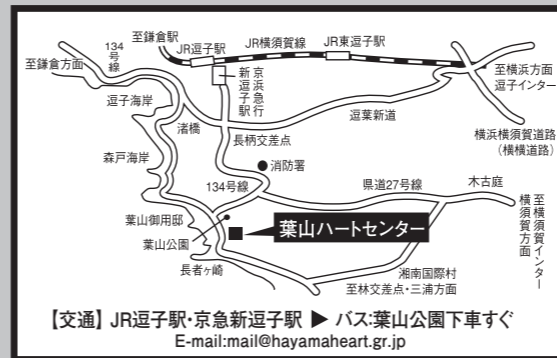 至鎌倉駅
JR逗子駅
JR横須賀線
JR東逗子駅
134号線
至鎌倉方面
京浜急行
新逗子駅
至横浜方面
逗子インター
逗子海岸
渚橋
逗葉新道
横浜横須賀道路
(横横道路)
長柄交差点
森戸海岸
消防署
134号線
県道27号線
木古庭
至横須賀インター
横須賀方面
葉山御用邸
葉山公園
葉山ハートセンター
長者ヶ崎
湘南国際村
至林交差点・三浦方面
【交通】JR逗子駅・京急新逗子駅 ▶ バス:葉山公園下車すぐ
E-mail:mail@hayamaheart.gr.jp